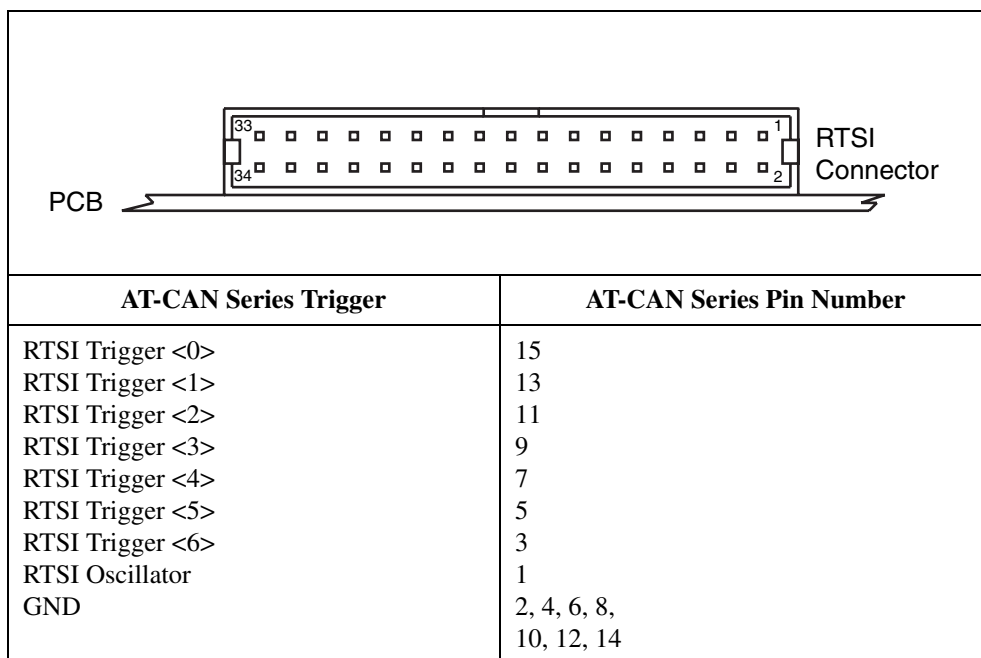 33
1
34
2
RTSI
Connector
PCB
AT-CAN Series Trigger AT-CAN Series Pin Number
RTSI Trigger <0> 15
RTSI Trigger <1> 13
RTSI Trigger <2> 11
RTSI Trigger <3> 9
RTSI Trigger <4> 7
RTSI Trigger <5> 5
RTSI Trigger <6> 3
RTSI Oscillator 1
GND 2, 4, 6, 8,
10, 12, 14